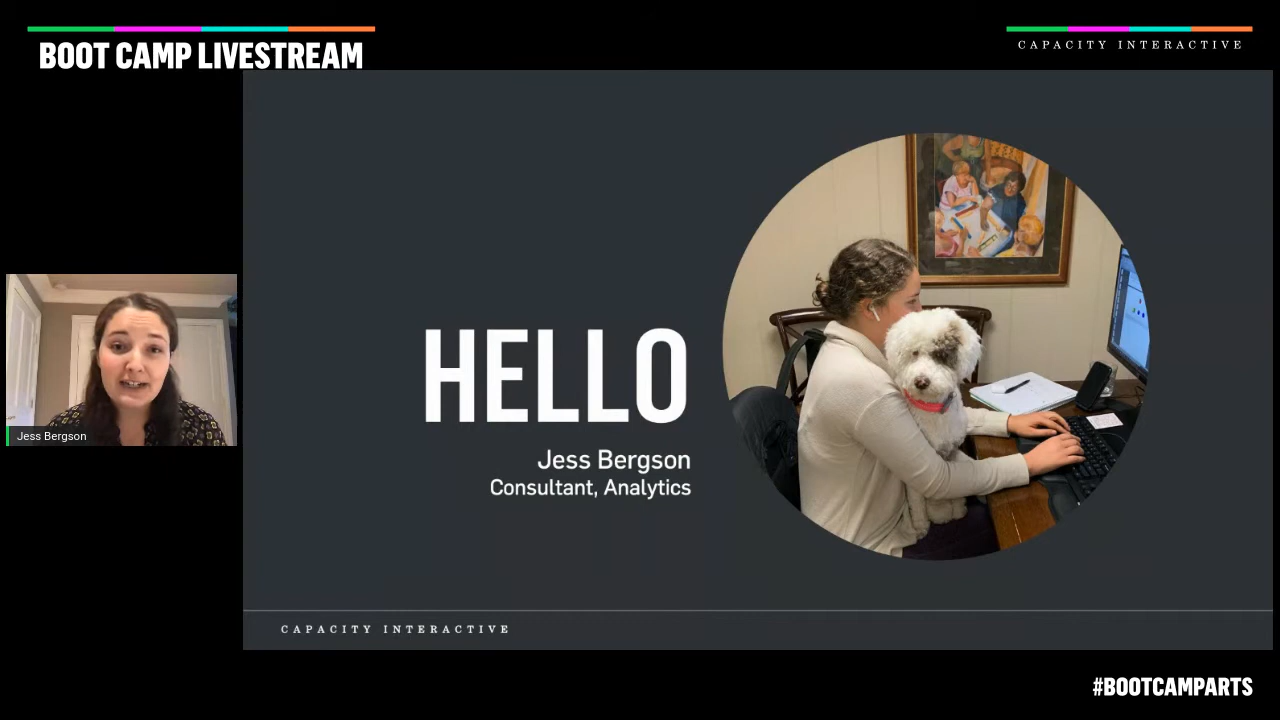 BOOT CAMP LIVESTREAM
CAPACITY INTERACTIVE
HELLO
Jess Bergson
Consultant, Analytics
Jess Bergson
CAPACITY INTERACTIVE
#BOOTCAMPARTS